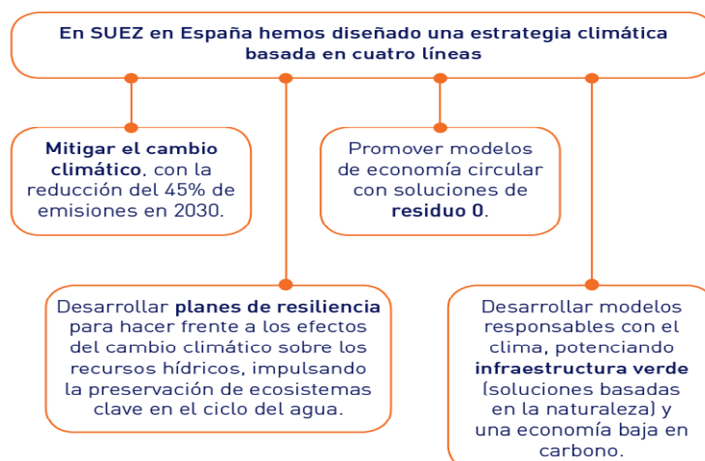 En SUEZ en España hemos diseñado una estrategia climática
basada en cuatro líneas
Mitigar el cambio
climático, con la
reducción del 45% de
emisiones en 2030.
Desarrollar planes de resiliencia
para hacer frente a los efectos
del cambio climático sobre los
recursos hídricos, impulsando
la preservación de ecosistemas
clave en el ciclo del agua.
Promover modelos
de economía circular
con soluciones de
residuo 0.
Desarrollar modelos
responsables con el
clima, potenciando
infraestructura verde
(soluciones basadas
en la naturaleza) y
una economía baja en
carbono.